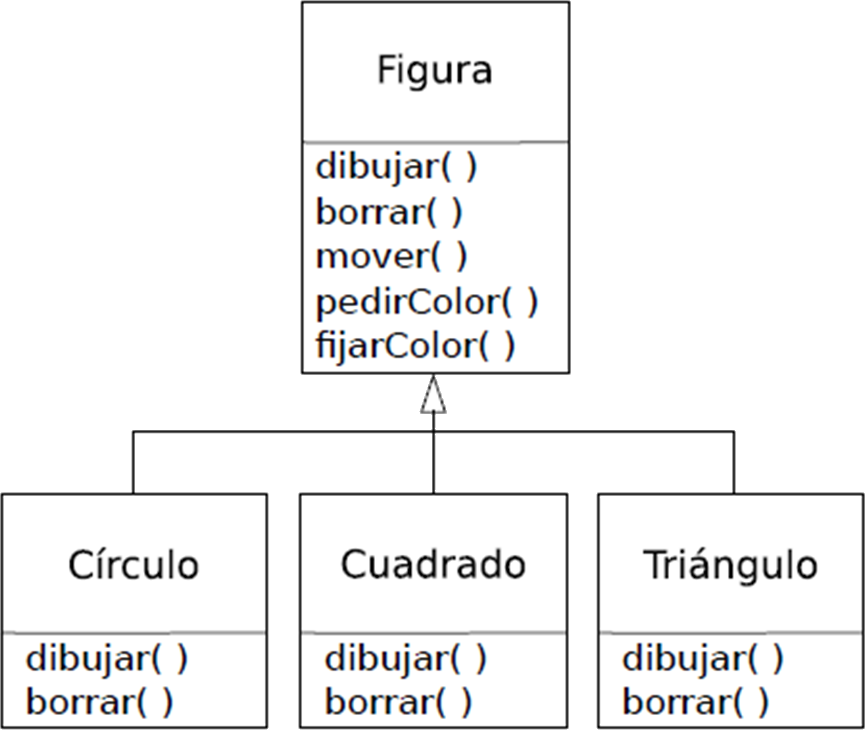 Figura
dibujar( )
borrar( )
mover( )
pedirColor( )
fijarColor( )
Círculo
dibujar( )
borrar( )
Cuadrado
dibujar( )
borrar( )
Triángulo
dibujar( )
borrar( )